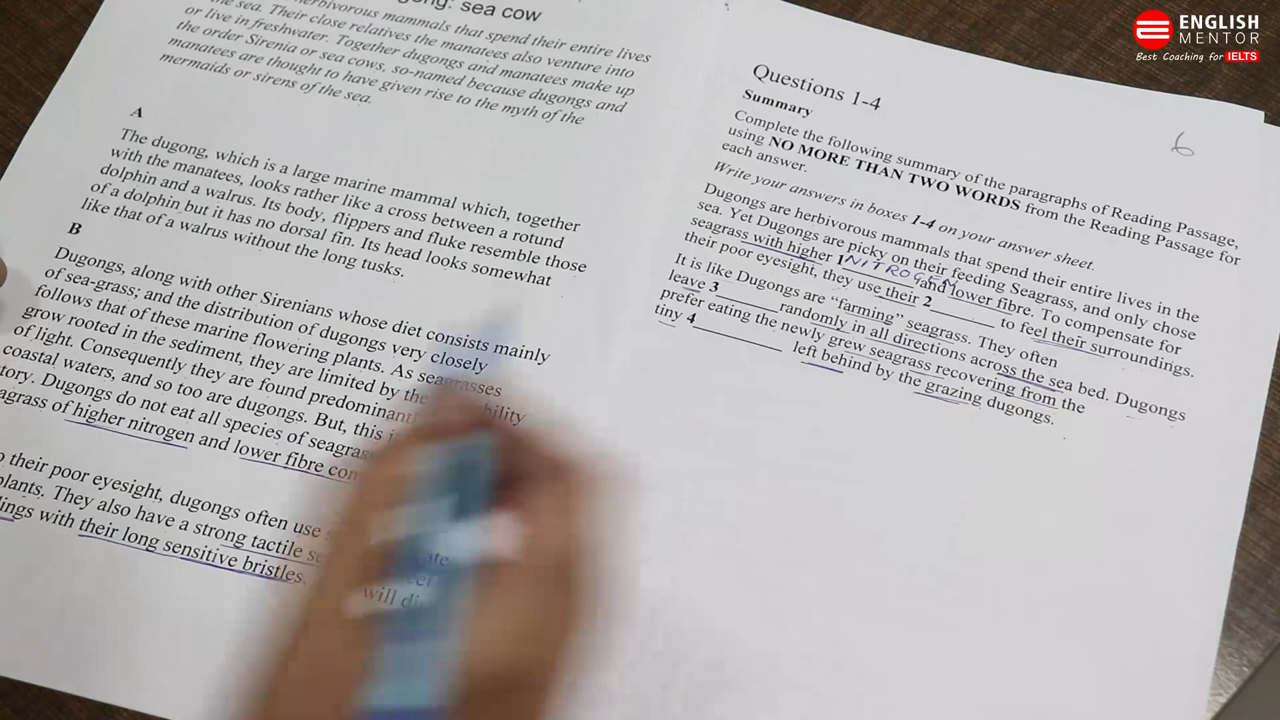 gong: sea cow
herbivorous mammals that spend their entire lives
the sea. Their close relatives the manatees also venture into
or live in freshwater. Together dugongs and manatees make up
the order Sirenia or sea cows, so-named because dugongs and
manatees are thought to have given rise to the myth of the
mermaids or sirens of the sea.
A
The dugong, which is a large marine mammal which, together
with the manatees, looks rather like a cross between a rotund
dolphin and a walrus. Its body, flippers and fluke resemble those
of a dolphin but it has no dorsal fin. Its head looks somewhat
like that of a walrus without the long tusks.
B
Dugongs, along with other Sirenians whose diet consists mainly
of sea-grass; and the distribution of dugongs very closely
follows that of these marine flowering plants. As seagrasses
grow rooted in the sediment, they are limited by the
of light. Consequently they are found predominant
coastal waters, and so too are dugongs. But, this
tory. Dugongs do not eat all species of seagras
agrass of higher nitrogen and lower fibre con
o their poor eyesight, dugongs often use
plants. They also have a strong tactile se
ings with their long sensitive bristles.
will di
ENGLISH
MENTOR
Best Coaching for IELTS
6
Questions 1-4
Summary
Complete the following summary of the paragraphs of Reading Passage,
using NO MORE THAN TWO WORDS from the Reading Passage for
each answer.
Write your answers in boxes 1-4 on your answer sheet.
Dugongs are herbivorous mammals that spend their entire lives in the
sea. Yet Dugongs are picky on their feeding Seagrass, and only chose
seagrass with higher 1 NITROGEN and lower fibre. To compensate for
their poor eyesight, they use their 2________ to feel their surroundings.
It is like Dugongs are “farming” seagrass. They often
leave 3________ randomly in all directions across the sea bed. Dugongs
prefer eating the newly grew seagrass recovering from the
tiny 4____________ left behind by the grazing dugongs.